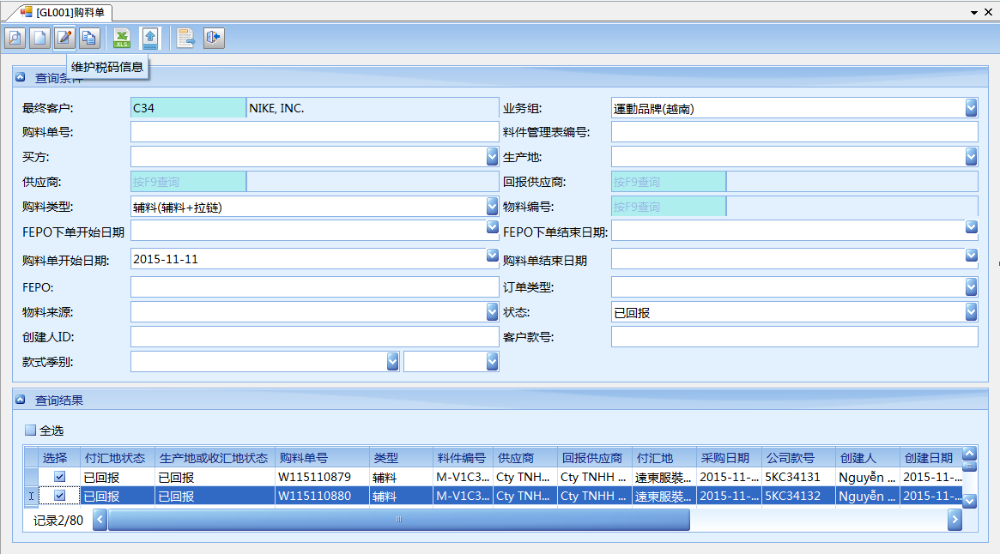 [GL001]购料单
XLS
维护税码信息
查询条件
最终客户: C34 NIKE, INC. 业务组: 運動品牌(越南)
购料单号: 料件管理表编号:
买方: 生产地:
供应商: 按F9查询 回报供应商: 按F9查询
购料类型: 辅料(辅料+拉链) 物料编号: 按F9查询
FEPO下单开始日期 FEPO下单结束日期:
购料单开始日期: 2015-11-11 购料单结束日期
FEPO: 订单类型:
物料来源: 状态: 已回报
创建人ID: 客户款号:
款式季别:
查询结果
全选
选择 付汇地状态 生产地或收汇地状态 购料单号 类型 料件编号 供应商 回报供应商 付汇地 采购日期 公司款号 创建人 创建日期
已回报 已回报 W115110879 辅料 M-V1C3... Cty TNH... Cty TNHH ... 遠東服裝... 2015-11-... 5KC34131 Nguyễn ... 2015-11-...
已回报 已回报 W115110880 辅料 M-V1C3... Cty TNH... Cty TNHH ... 遠東服裝... 2015-11-... 5KC34132 Nguyễn ... 2015-11-...
记录2/80